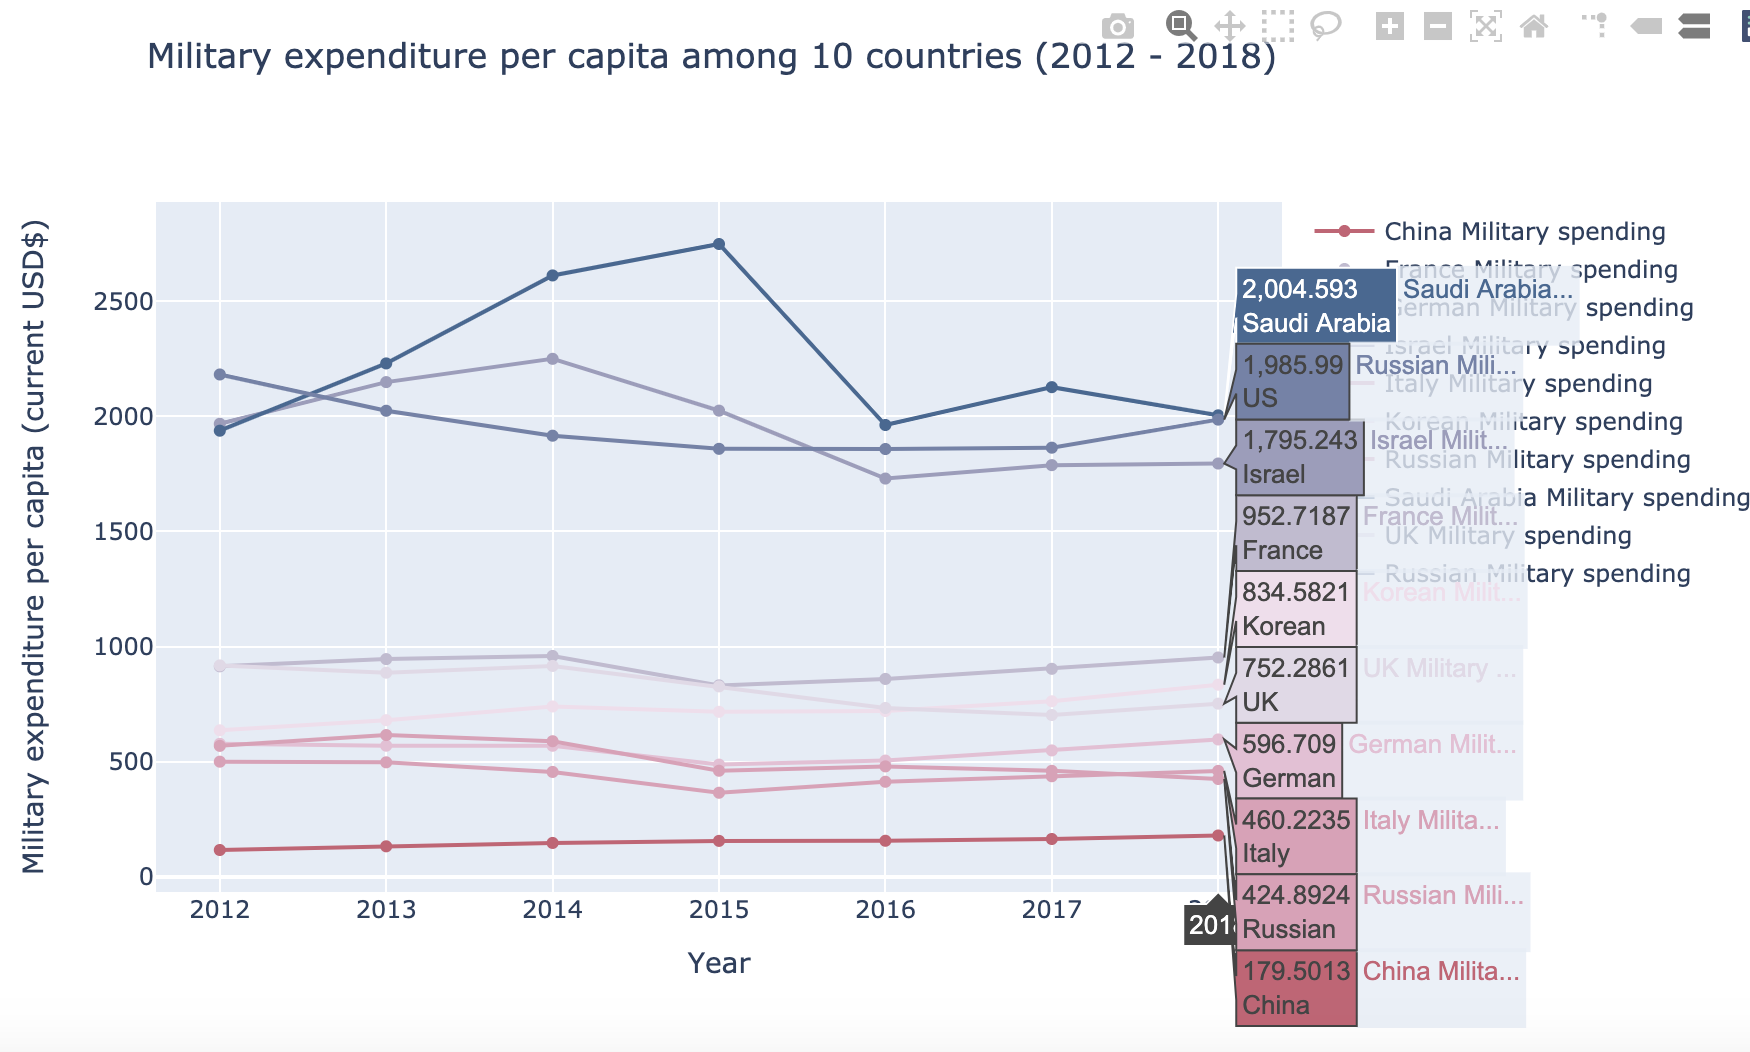 Military expenditure per capita among 10 countries (2012 - 2018)
Military expenditure per capita (current USD$)
2500
2000
1500
1000
500
0
2012
2013
2014
2015
2016
2017
Year
China Military spending
France Military spending
German Military spending
Israel Military spending
Italy Military spending
Korean Military spending
Russian Military spending
Saudi Arabia Military spending
UK Military spending
Russian Military spending
2,004.593
Saudi Arabia
Saudi Arabia...
1,985.99
US
Russian Mili...
1,795.243
Israel
Israel Milit...
952.7187
France
France Milit...
834.5821
Korean
Korean Milit...
752.2861
UK
UK Military ...
596.709
German
German Milit...
460.2235
Italy
Italy Milita...
424.8924
Russian
Russian Mili...
179.5013
China
China Milita...